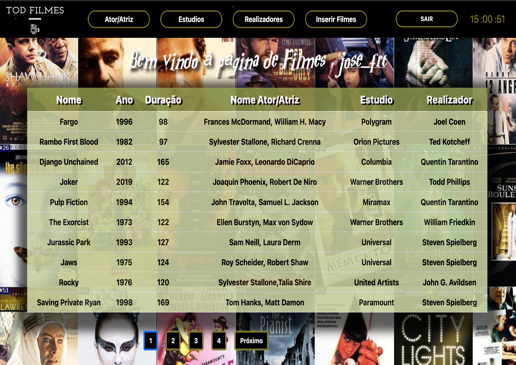 TOD FILMES
Ator/Atriz Estudios Realizadores Inserir Filmes SAIR 15:00:51
Bem vindo à página de Filmes - jose_frt
Nome Ano Duração Nome Ator/Atriz Estudio Realizador
Fargo 1996 98 Frances McDormand, William H. Macy Polygram Joel Coen
Rambo First Blood 1982 97 Sylvester Stallone, Richard Crenna Orion Pictures Ted Kotcheff
Django Unchained 2012 165 Jamie Foxx, Leonardo DiCaprio Columbia Quentin Tarantino
Joker 2019 122 Joaquin Phoenix, Robert De Niro Warner Brothers Todd Phillips
Pulp Fiction 1994 154 John Travolta, Samuel L. Jackson Miramax Quentin Tarantino
The Exorcist 1973 122 Ellen Burstyn, Max von Sydow Warner Brothers William Friedkin
Jurassic Park 1993 127 Sam Neill, Laura Derm Universal Steven Spielberg
Jaws 1975 124 Roy Scheider, Robert Shaw Universal Steven Spielberg
Rocky 1976 120 Sylvester Stallone,Talia Shire United Artists John G. Avildsen
Saving Private Ryan 1998 169 Tom Hanks, Matt Damon Paramount Steven Spielberg
1 2 3 4 Próximo
#26
#51
Pianist
CITY
LIGHTS